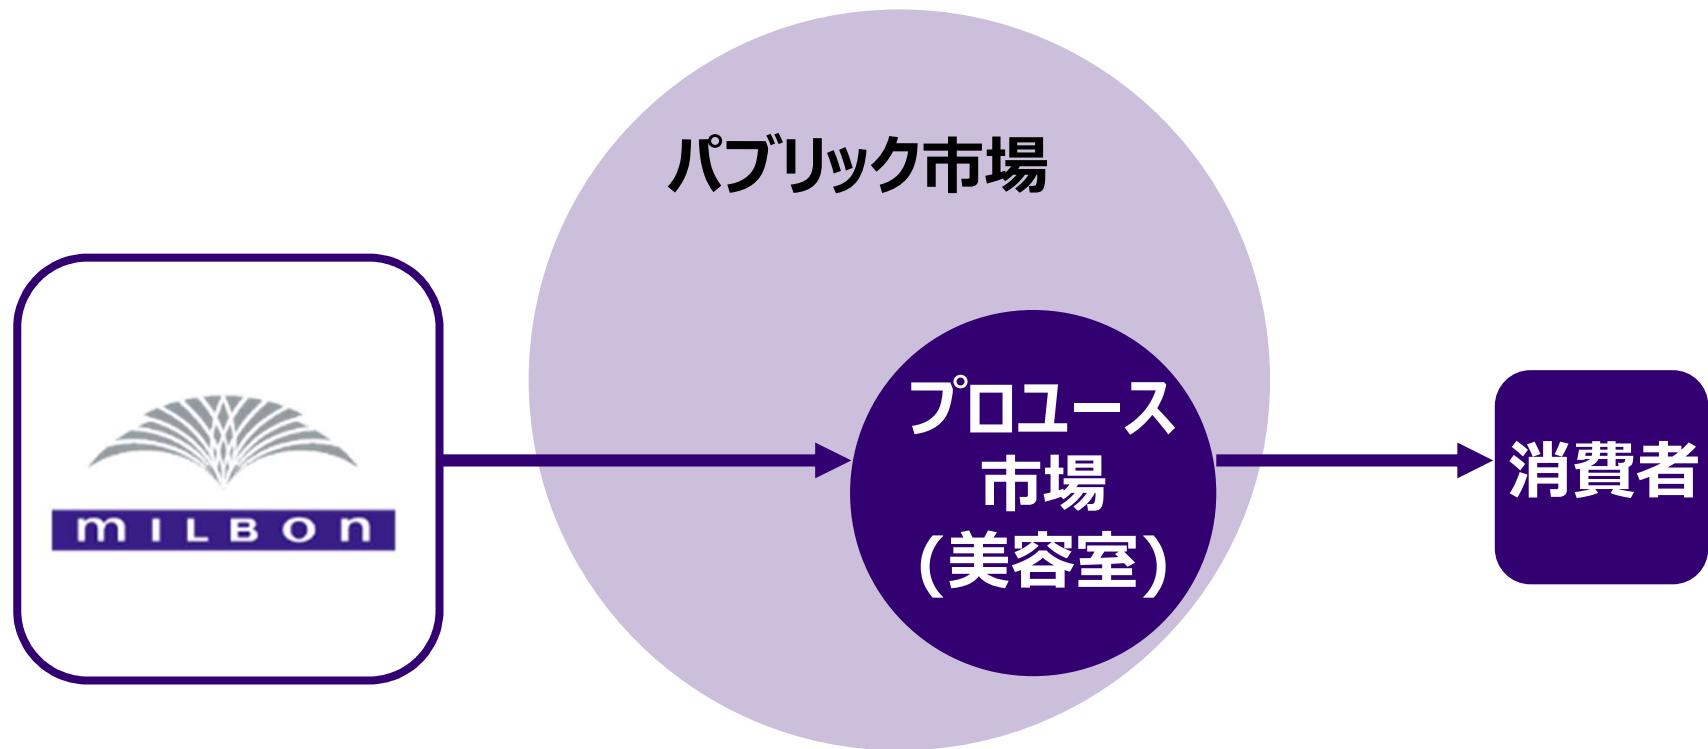 パブリック市場
milbon
プロユース
市場
(美容室)
消費者